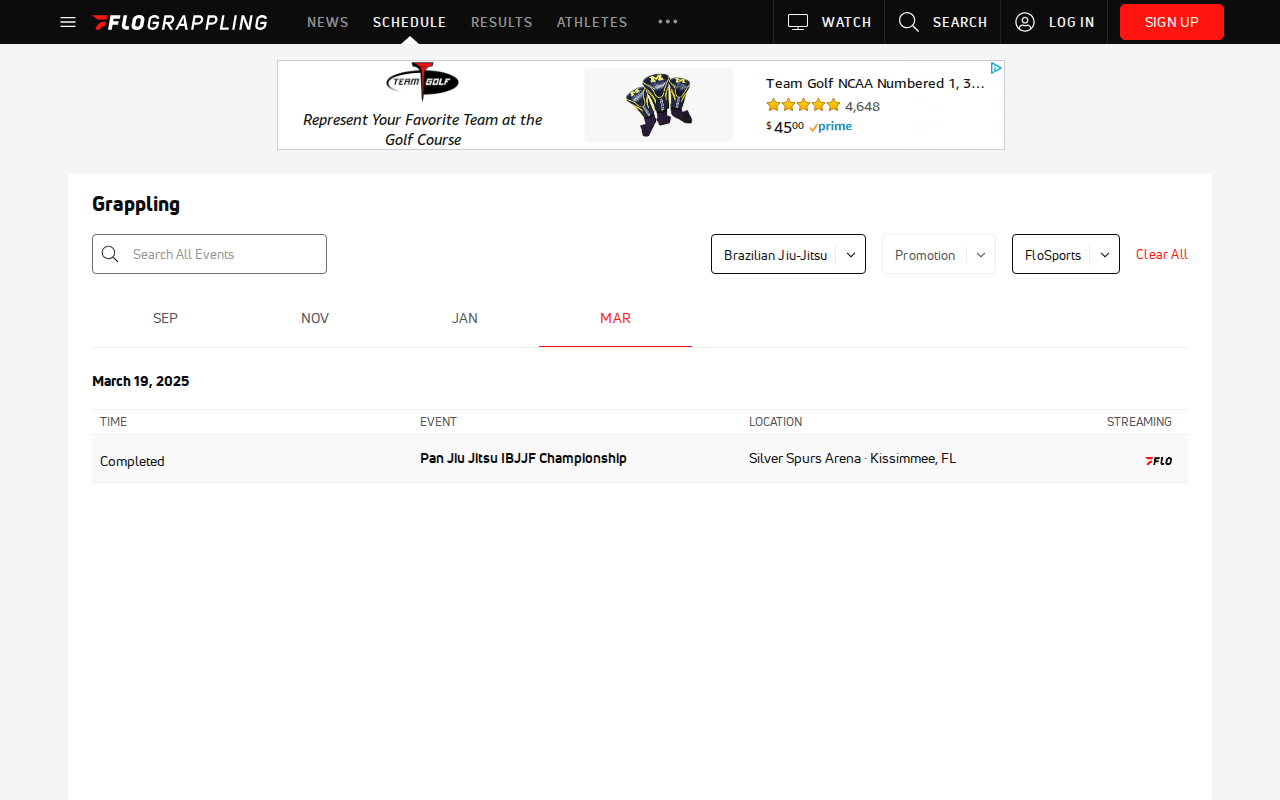 FLOGRAPPLING NEWS SCHEDULE RESULTS ATHLETES WATCH SEARCH LOG IN SIGN UP
TEAM GOLF
Represent Your Favorite Team at the
Golf Course
Team Golf NCAA Numbered 1, 3...
4,648
$4500 prime
Grappling
Search All Events Brazilian Jiu-Jitsu Promotion FloSports Clear All
SEP NOV JAN MAR
March 19, 2025
TIME EVENT LOCATION STREAMING
Completed Pan Jiu Jitsu IBJJF Championship Silver Spurs Arena · Kissimmee, FL FLO